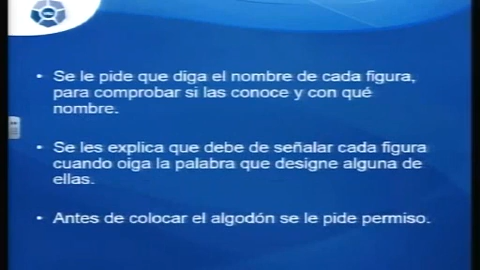 • Se le pide que diga el nombre de cada figura,
para comprobar si las conoce y con qué
nombre.
• Se les explica que debe de señalar cada figura
cuando oiga la palabra que designe alguna de
ellas.
• Antes de colocar el algodón se le pide permiso.